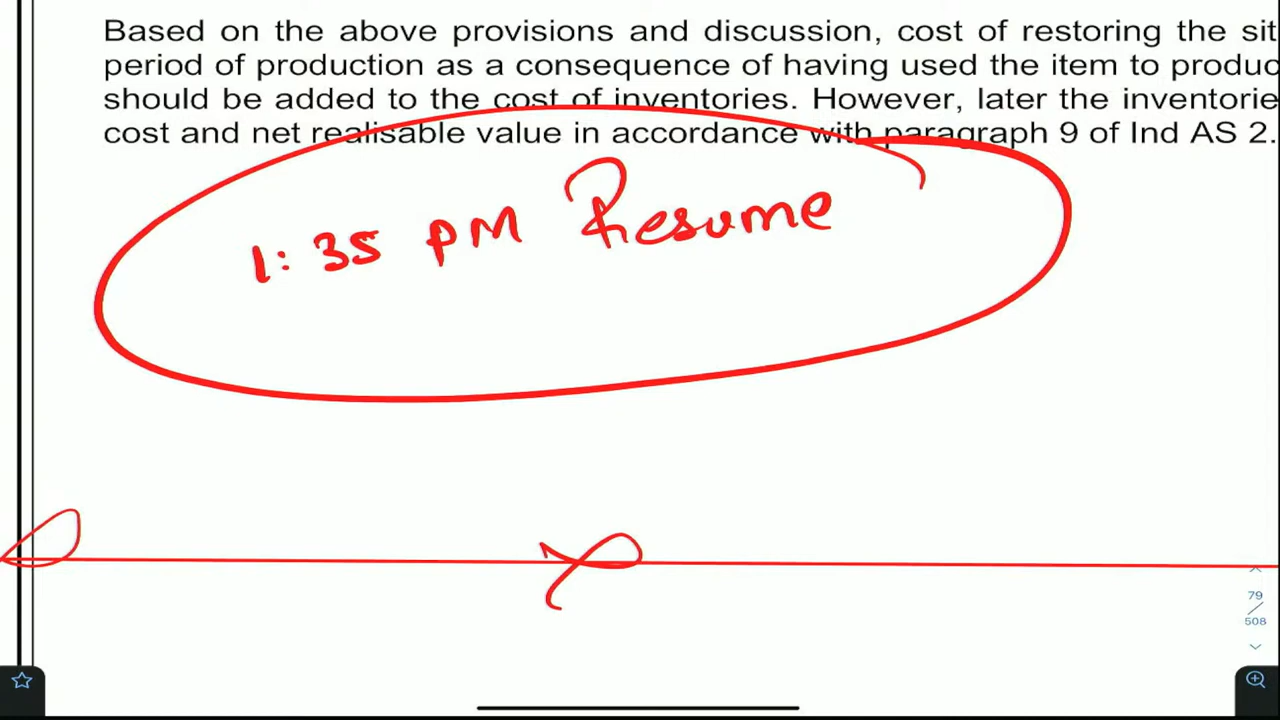 Based on the above provisions and discussion, cost of restoring the sit
period of production as a consequence of having used the item to produc
should be added to the cost of inventories. However, later the inventorie
cost and net realisable value in accordance with paragraph 9 of Ind AS 2.
1:35 PM Resume
79
508